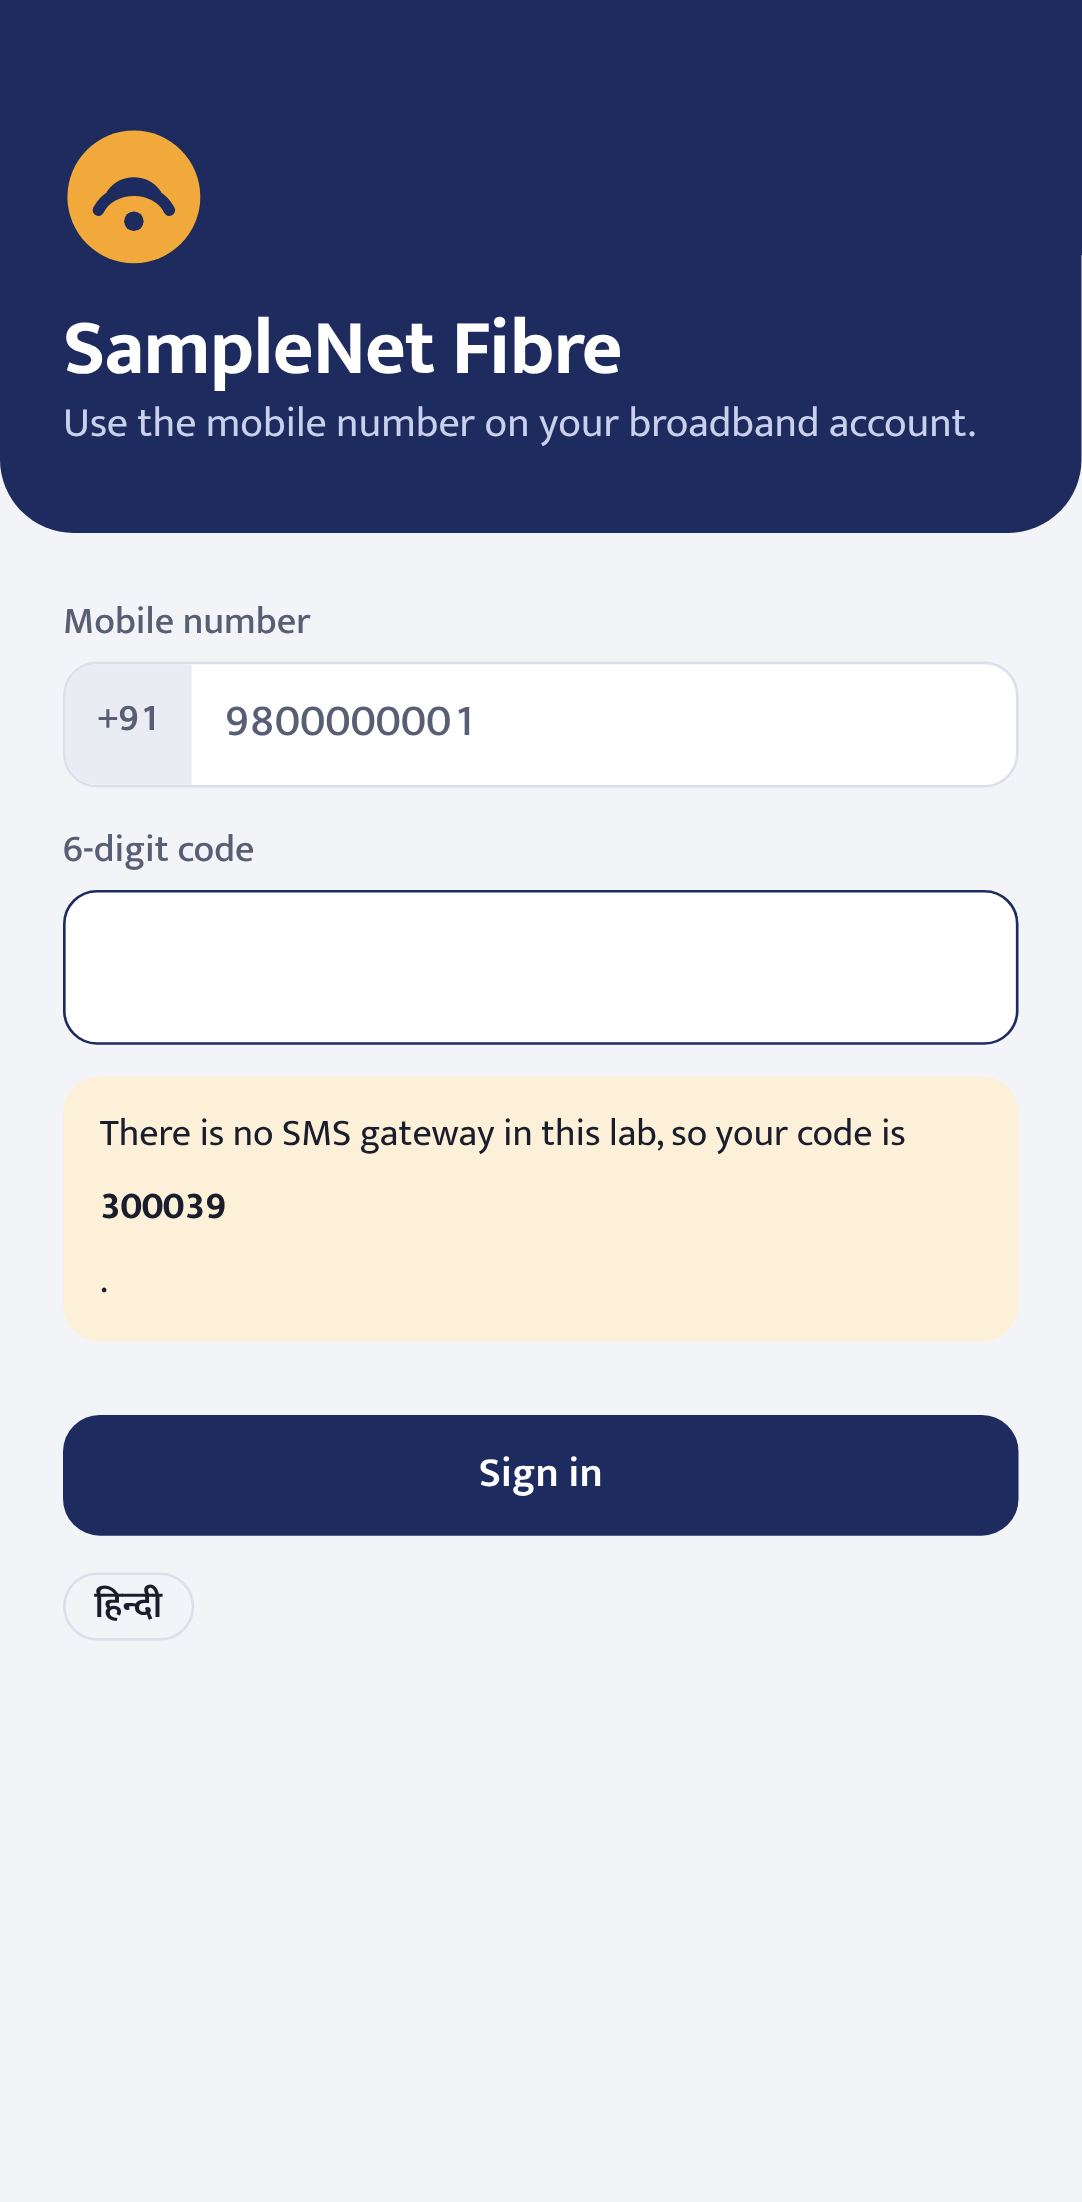 SampleNet Fibre
Use the mobile number on your broadband account.
Mobile number
+91 9800000001
6-digit code
There is no SMS gateway in this lab, so your code is
300039
.
Sign in
हिन्दी